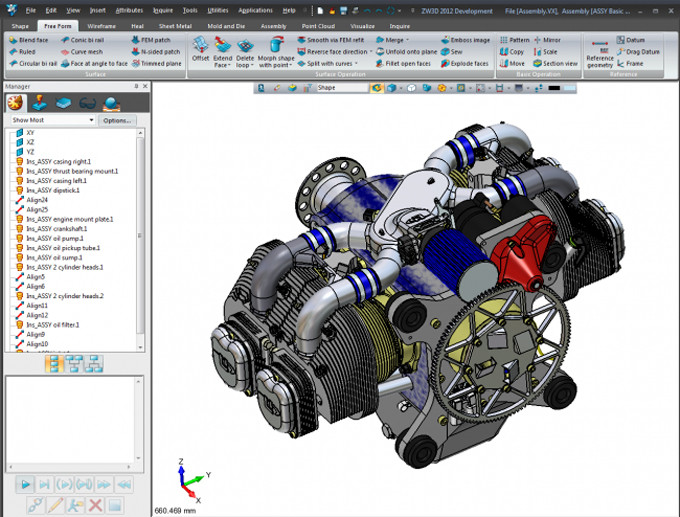 File Edit View Insert Attributes Inquire Tools Utilities Applications Help ZW3D 2012 Development File [Assembly.VX], Assembly [ASSY Basic ...
Shape Free Form Wireframe Heal Sheet Metal Mold and Die Assembly Point Cloud Visualize Inquire
Blend face Conic bi rail FEM patch Smooth via FEM refit Merge Emboss image Pattern Mirror Datum
Ruled Curve mesh N-sided patch Reverse face direction Unfold onto plane Sew Copy Scale Drag Datum
Circular bi rail Face at angle to face Trimmed plane Split with curves Fillet open faces Explode faces Move Section view Frame
Offset Extend Face Delete loop Morph shape with point Reference geometry
Surface Surface Operation Basic Operation Reference
Manager
Shape
Show Most Options...
XY
XZ
YZ
Ins_ASSY casing right.1
Ins_ASSY thrust bearing mount.1
Ins_ASSY casing left.1
Ins_ASSY dipstick.1
Align24
Align25
Ins_ASSY engine mount plate.1
Ins_ASSY crankshaft.1
Ins_ASSY oil pump.1
Ins_ASSY oil pickup tube.1
Ins_ASSY oil sump.1
Ins_ASSY 2 cylinder heads.1
Align5
Align6
Ins_ASSY 2 cylinder heads.2
Align11
Align12
Ins_ASSY oil filter.1
Align9
Align10
Z
Y
X
660.469 mm